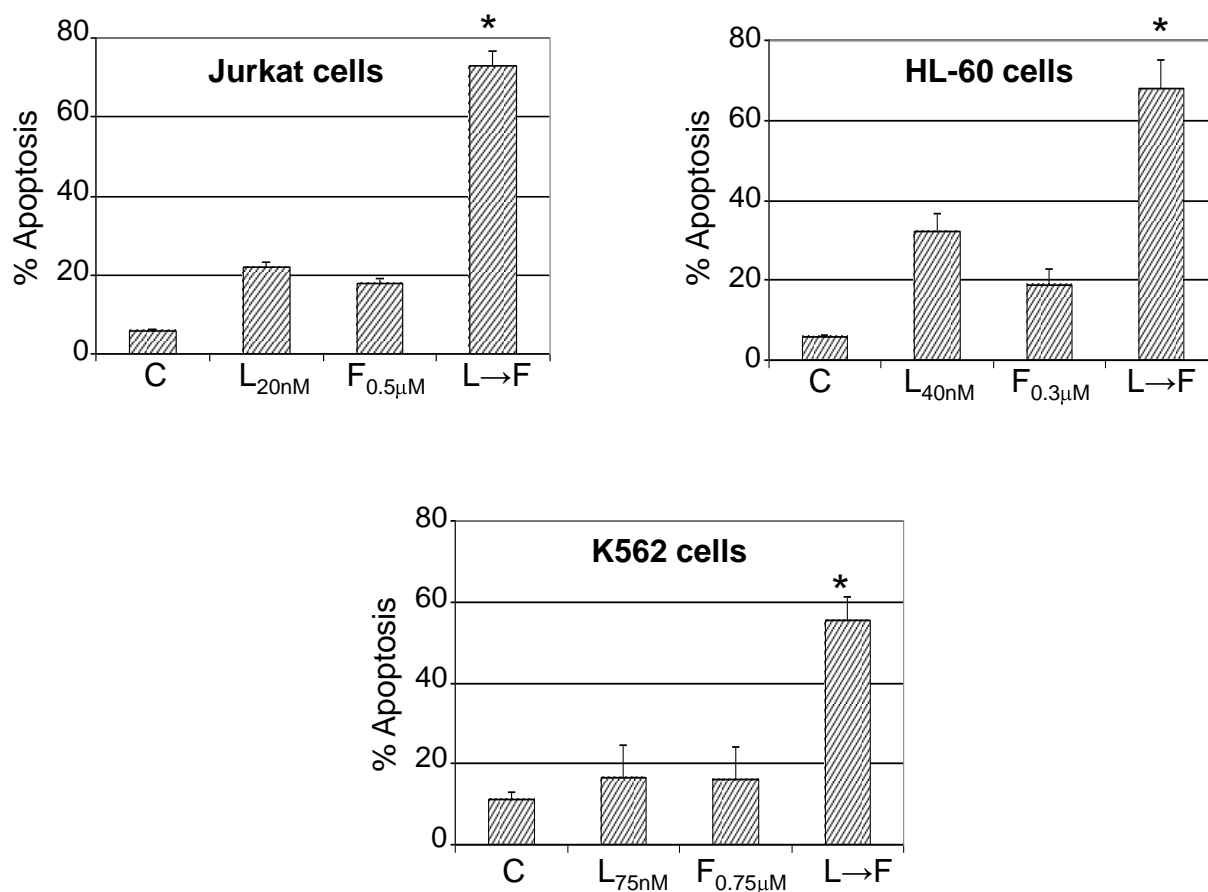 *
Jurkat cells
% Apoptosis
80
60
40
20
0
C L20nM F0.5μM L→F
*
HL-60 cells
% Apoptosis
80
60
40
20
0
C L40nM F0.3μM L→F
K562 cells
*
% Apoptosis
80
60
40
20
0
C L75nM F0.75μM L→F